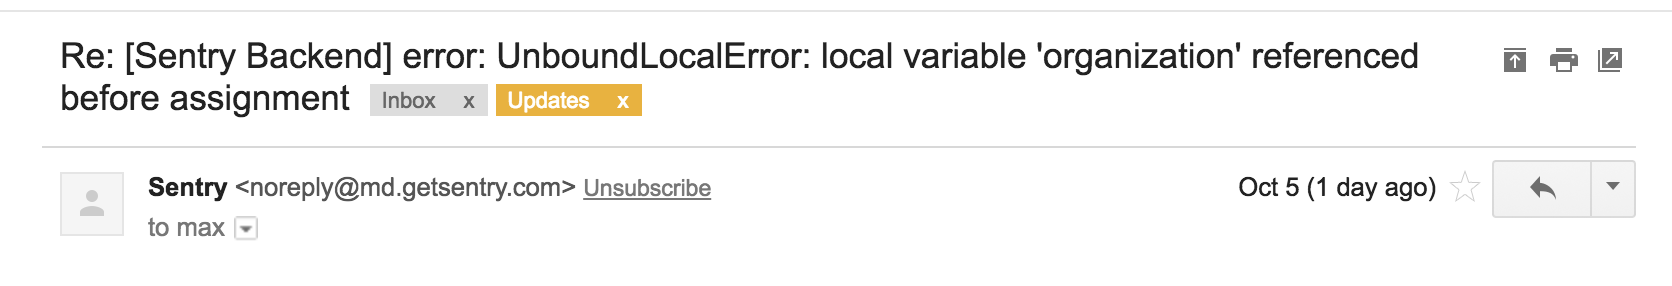 Re: [Sentry Backend] error: UnboundLocalError: local variable 'organization' referenced
before assignment Inbox x Updates x
Sentry <noreply@md.getsentry.com> Unsubscribe Oct 5 (1 day ago)
to max